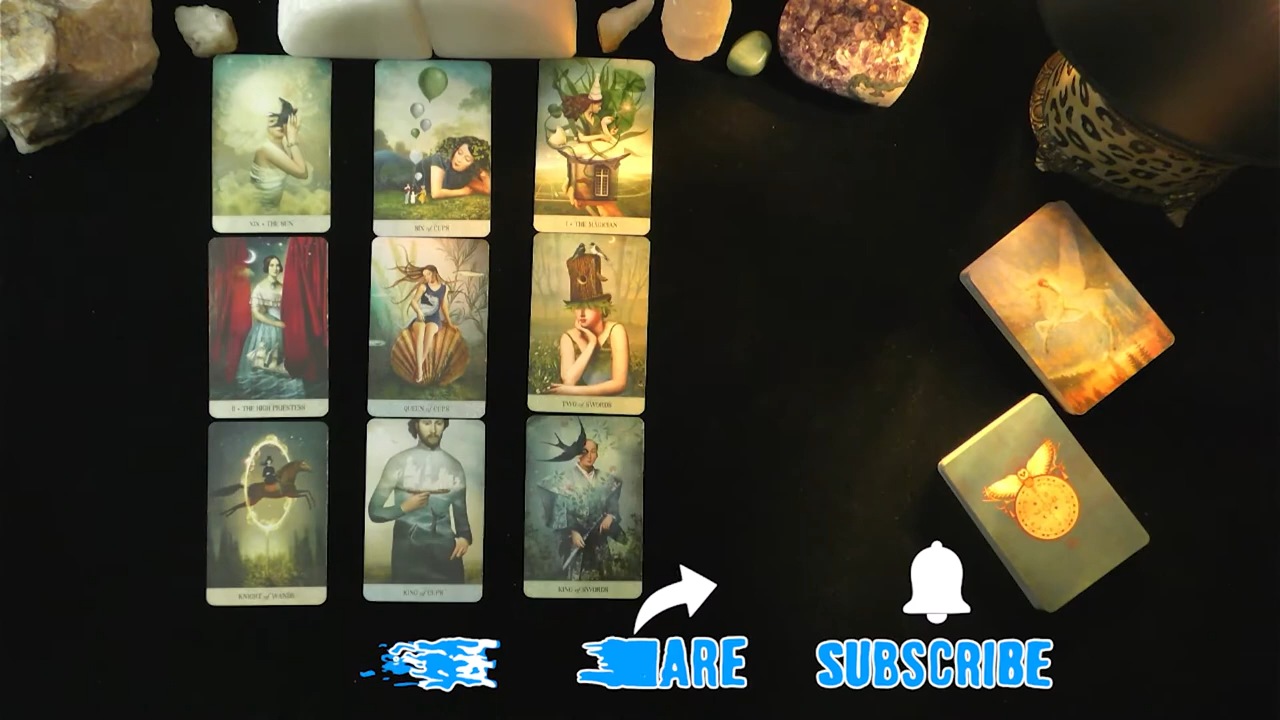 XIX • THE SUN
SIX of CUPS
I • THE MAGICIAN
II • THE HIGH PRIESTESS
QUEEN of CUPS
TWO of SWORDS
KNIGHT of WANDS
KING of CUPS
KING of SWORDS
ARE
SUBSCRIBE